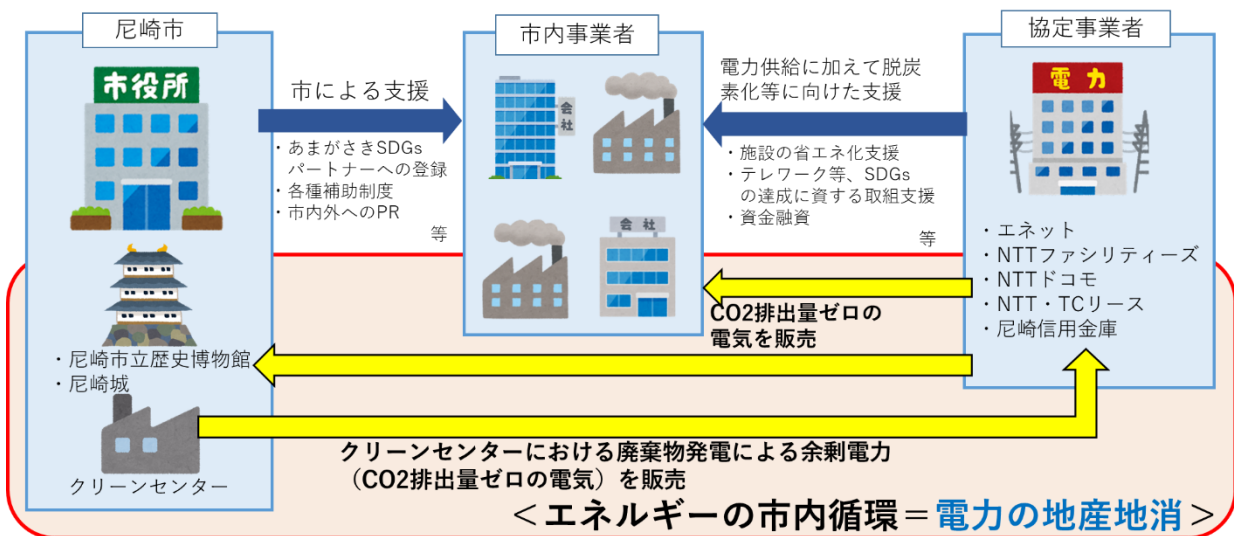 尼崎市
市役所
・尼崎市立歴史博物館
・尼崎城
クリーンセンター
市による支援
・あまがさきSDGs
パートナーへの登録
・各種補助制度
・市内外へのPR
等
市内事業者
会社
会社
電力供給に加えて脱炭
素化等に向けた支援
・施設の省エネ化支援
・テレワーク等、SDGs
の達成に資する取組支援
・資金融資
等
協定事業者
電力
・エネット
・NTTファシリティーズ
・NTTドコモ
・NTT・TCリース
・尼崎信用金庫
CO2排出量ゼロの
電気を販売
クリーンセンターにおける廃棄物発電による余剰電力
（CO2排出量ゼロの電気）を販売
＜エネルギーの市内循環＝電力の地産地消＞